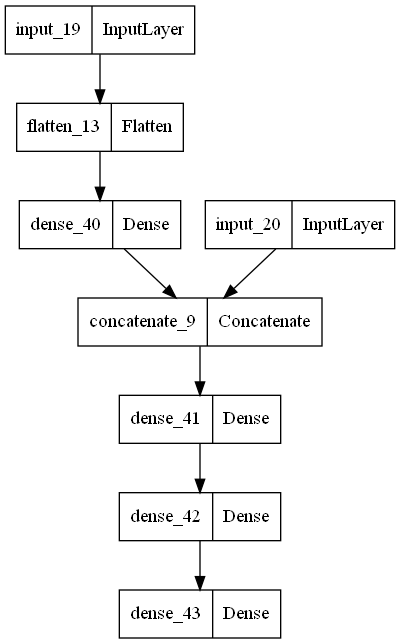 input_19 InputLayer
flatten_13 Flatten
dense_40 Dense
input_20 InputLayer
concatenate_9 Concatenate
dense_41 Dense
dense_42 Dense
dense_43 Dense